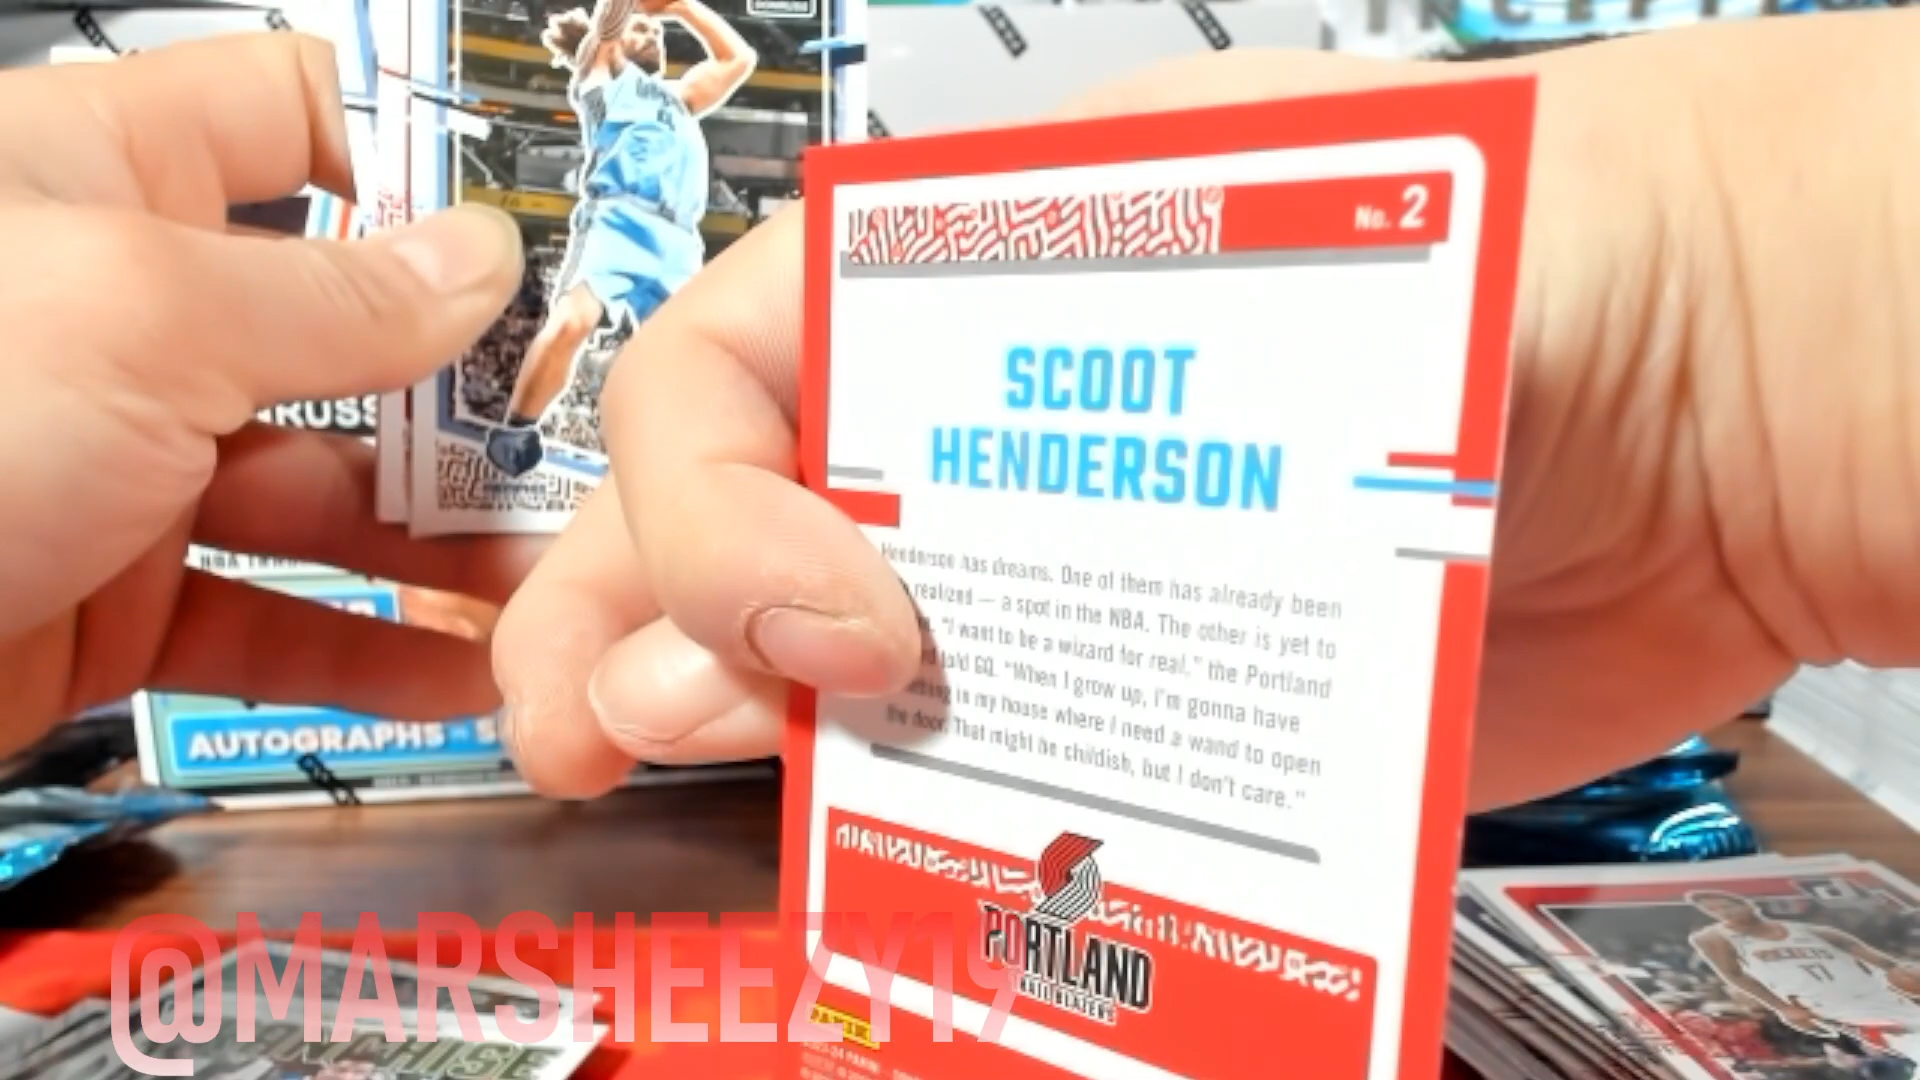 DONRUSS
No. 2
SCOOT
HENDERSON
Henderson has dreams. One of them has already been
realized — a spot in the NBA. The other is yet to
"I want to be a wizard for real," the Portland
told GQ. "When I grow up, I'm gonna have
in my house where I need a wand to open
the door. That might be childish, but I don't care."
PORTLAND
TRAIL BLAZERS
PANINI
AUTOGRAPHS
ROCKETS
17
@MARSHEEZY19